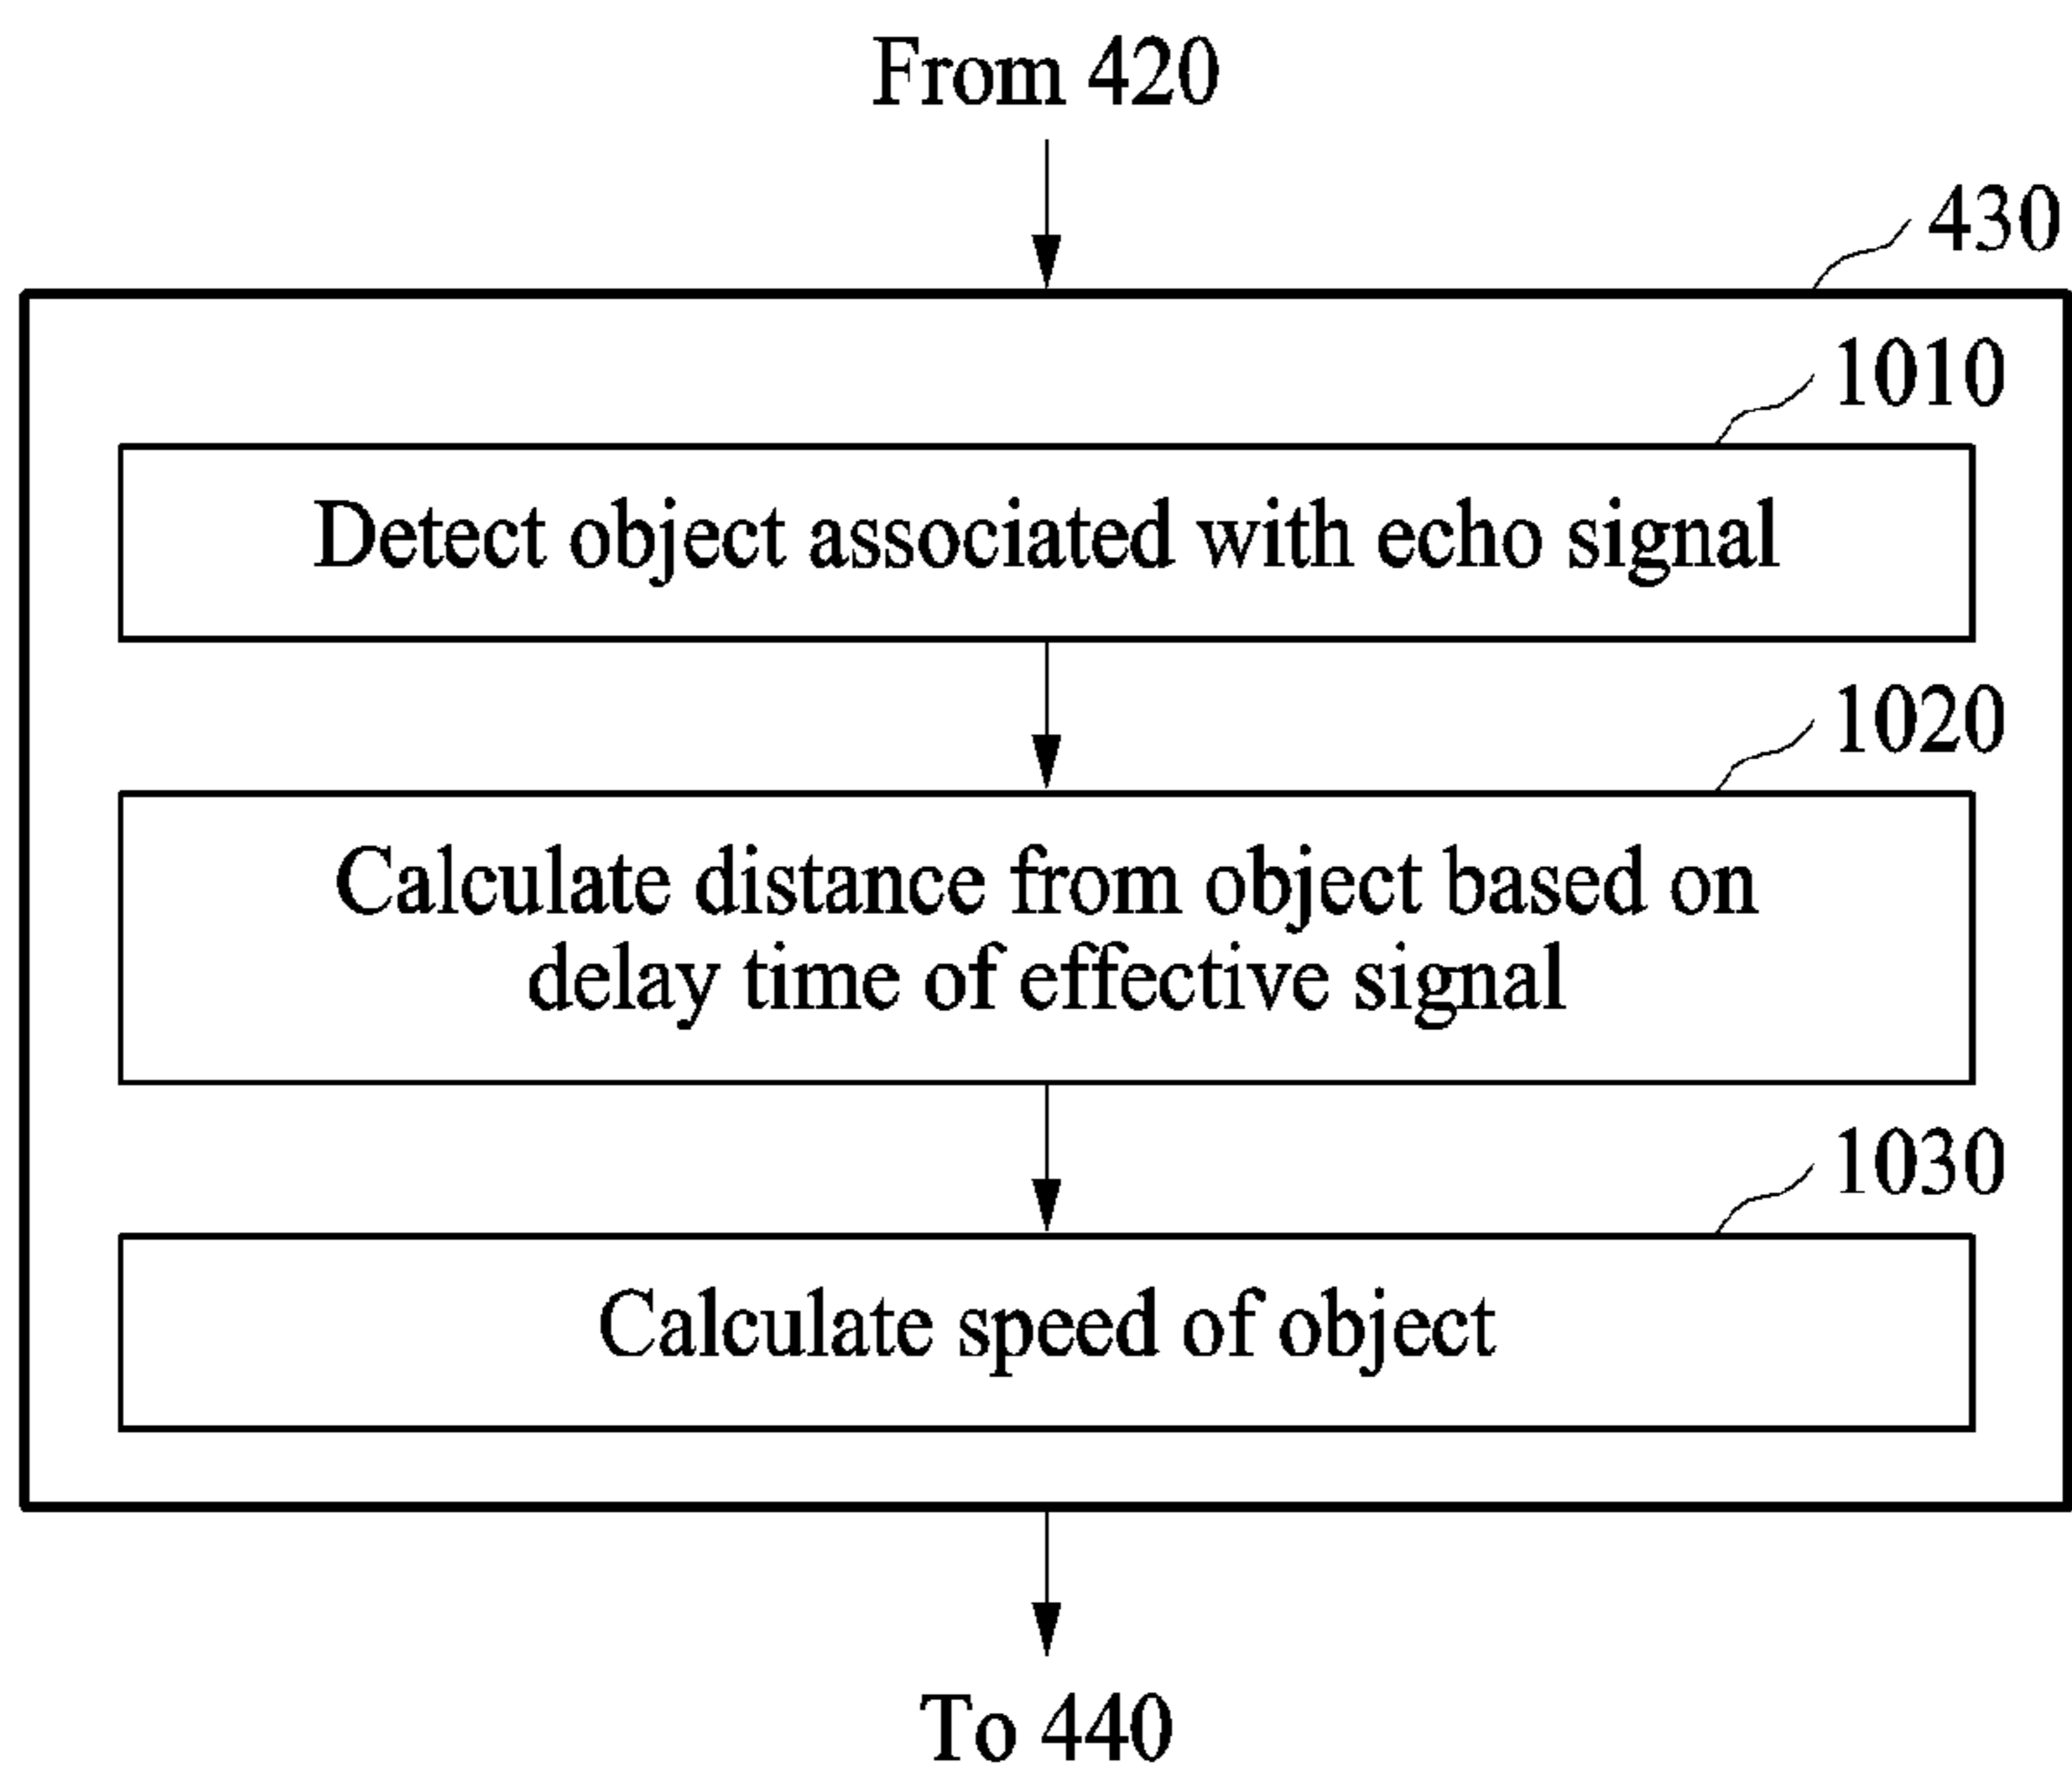 From 420
430
1010
Detect object associated with echo signal
1020
Calculate distance from object based on
delay time of effective signal
1030
Calculate speed of object
To 440